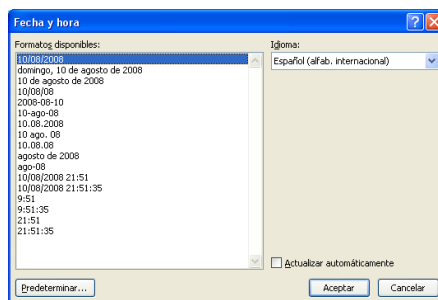 Fecha y hora
Formatos disponibles:
Idioma:
10/08/2008
Español (alfab. internacional)
domingo, 10 de agosto de 2008
10 de agosto de 2008
10/08/08
2008-08-10
10-ago-08
10.08.2008
10 ago. 08
10.08.08
agosto de 2008
ago-08
10/08/2008 21:51
10/08/2008 21:51:35
9:51
9:51:35
21:51
21:51:35
Actualizar automáticamente
Predeterminar...
Aceptar
Cancelar